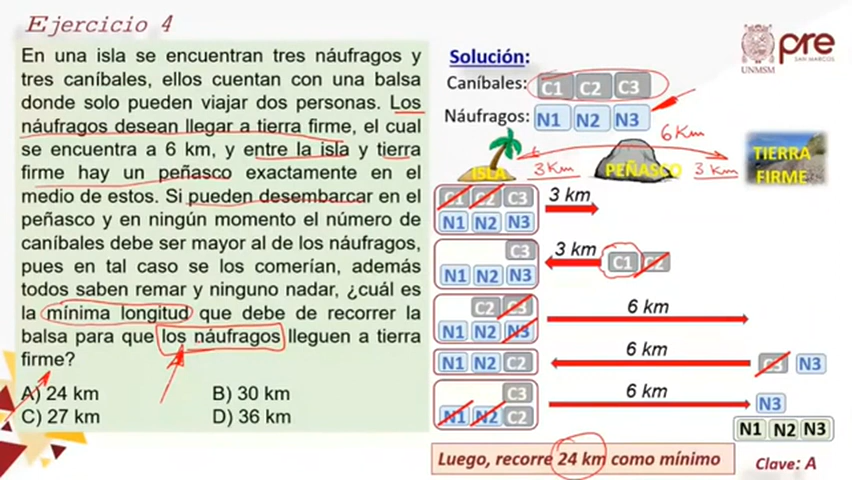 Ejercicio 4
En una isla se encuentran tres náufragos y
tres caníbales, ellos cuentan con una balsa
donde solo pueden viajar dos personas. Los
náufragos desean llegar a tierra firme, el cual
se encuentra a 6 km, y entre la isla y tierra
firme hay un peñasco exactamente en el
medio de estos. Si pueden desembarcar en el
peñasco y en ningún momento el número de
caníbales debe ser mayor al de los náufragos,
pues en tal caso se los comerían, además
todos saben remar y ninguno nadar, ¿cuál es
la mínima longitud que debe de recorrer la
balsa para que los náufragos lleguen a tierra
firme?
A) 24 km B) 30 km
C) 27 km D) 36 km
Solución:
UNMSM
pre
SAN MARCOS
Caníbales: C1 C2 C3
Náufragos: N1 N2 N3
6 Km
ISLA 3 Km PEÑASCO 3 Km TIERRA
FIRME
C1 C2 C3 3 km
N1 N2 N3
C3 3 km C1 C2
N1 N2 N3
C2 C3 6 km
N1 N2 N3
6 km
N1 N2 C2 C3 N3
C3 6 km
N1 N2 C2 N3
N1 N2 N3
Luego, recorre 24 km como mínimo
Clave: A